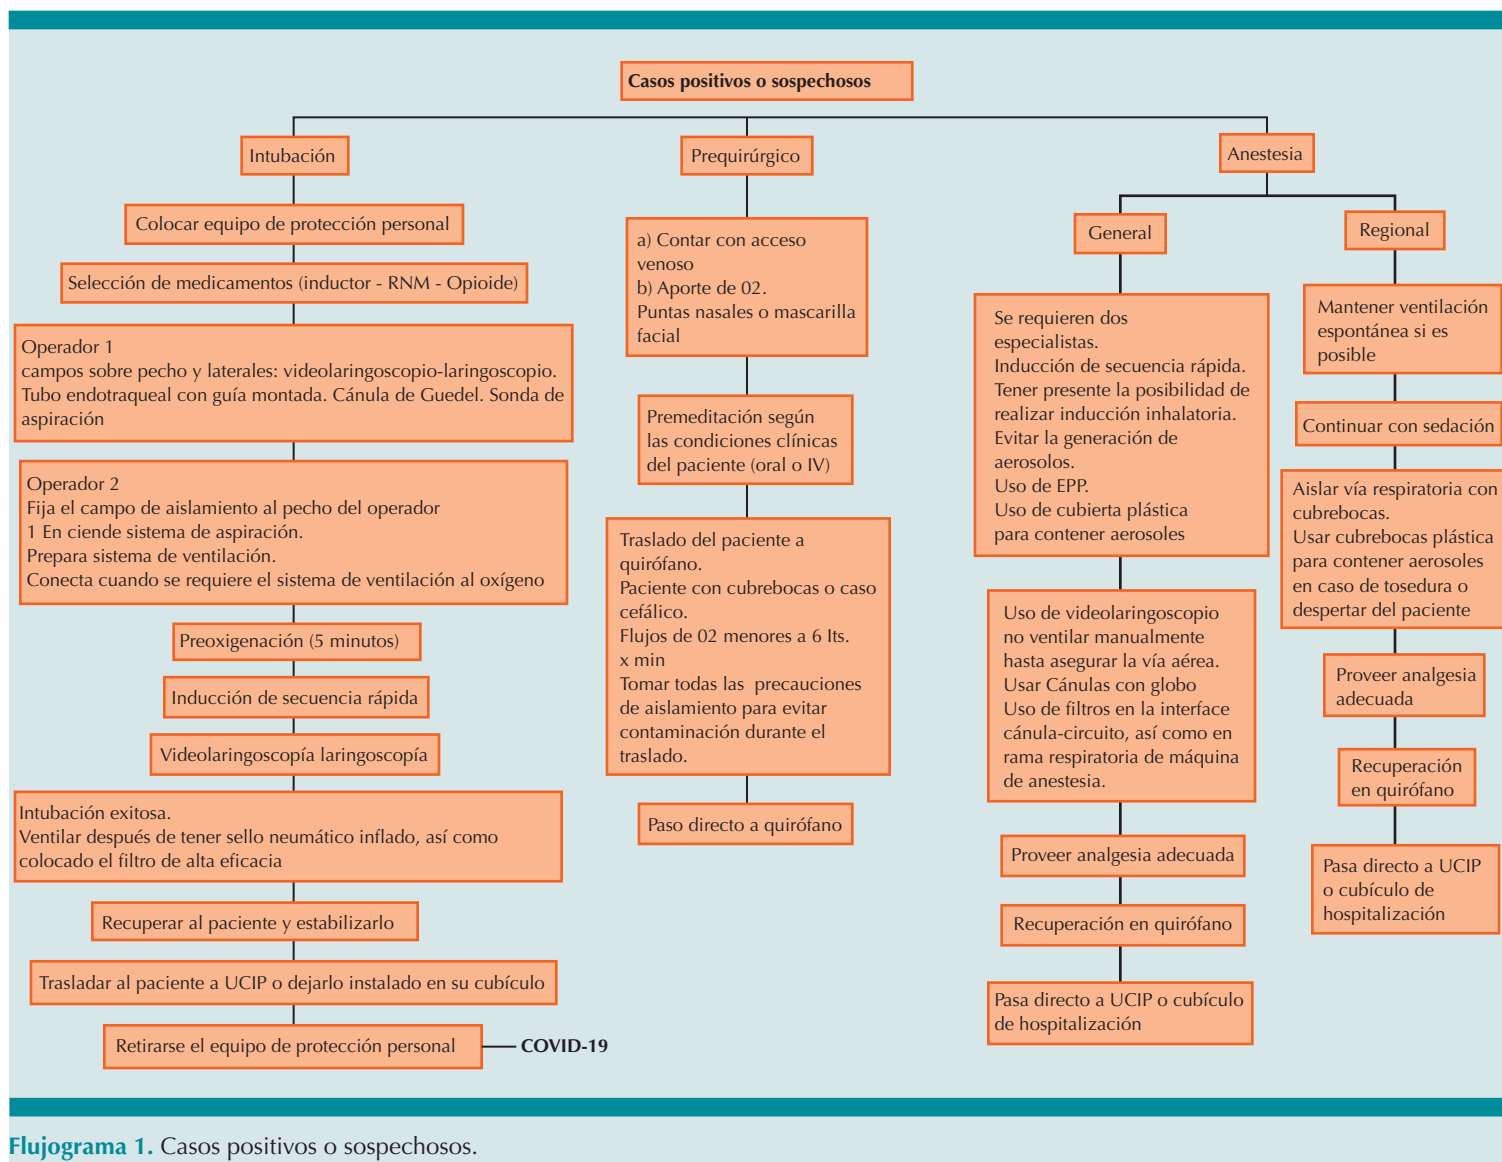 Casos positivos o sospechosos
Intubación
Colocar equipo de protección personal
Selección de medicamentos (inductor - RNM - Opioide)
Operador 1
campos sobre pecho y laterales: videolaringoscopio-laringoscopio.
Tubo endotraqueal con guía montada. Cánula de Guedel. Sonda de
aspiración
Operador 2
Fija el campo de aislamiento al pecho del operador
1 En ciende sistema de aspiración.
Prepara sistema de ventilación.
Conecta cuando se requiere el sistema de ventilación al oxígeno
Preoxigenación (5 minutos)
Inducción de secuencia rápida
Videolaringoscopía laringoscopía
Intubación exitosa.
Ventilar después de tener sello neumático inflado, así como
colocado el filtro de alta eficacia
Recuperar al paciente y estabilizarlo
Trasladar al paciente a UCIP o dejarlo instalado en su cubículo
Retirarse el equipo de protección personal
COVID-19
Prequirúrgico
a) Contar con acceso
venoso
b) Aporte de 02.
Puntas nasales o mascarilla
facial
Premeditación según
las condiciones clínicas
del paciente (oral o IV)
Traslado del paciente a
quirófano.
Paciente con cubrebocas o caso
cefálico.
Flujos de 02 menores a 6 Its.
x min
Tomar todas las precauciones
de aislamiento para evitar
contaminación durante el
traslado.
Paso directo a quirófano
Anestesia
General
Se requieren dos
especialistas.
Inducción de secuencia rápida.
Tener presente la posibilidad de
realizar inducción inhalatoria.
Evitar la generación de
aerosolos.
Uso de EPP.
Uso de cubierta plástica
para contener aerosoles
Uso de videolaringoscopio
no ventilar manualmente
hasta asegurar la vía aérea.
Usar Cánulas con globo
Uso de filtros en la interface
cánula-circuito, así como en
rama respiratoria de máquina
de anestesia.
Proveer analgesia adecuada
Recuperación en quirófano
Pasa directo a UCIP o cubículo
de hospitalización
Regional
Mantener ventilación
espontánea si es
posible
Continuar con sedación
Aislar vía respiratoria con
cubrebocas.
Usar cubrebocas plástica
para contener aerosoles
en caso de tosedura o
despertar del paciente
Proveer analgesia
adecuada
Recuperación
en quirófano
Pasa directo a UCIP
o cubículo de
hospitalización
Flujograma 1. Casos positivos o sospechosos.